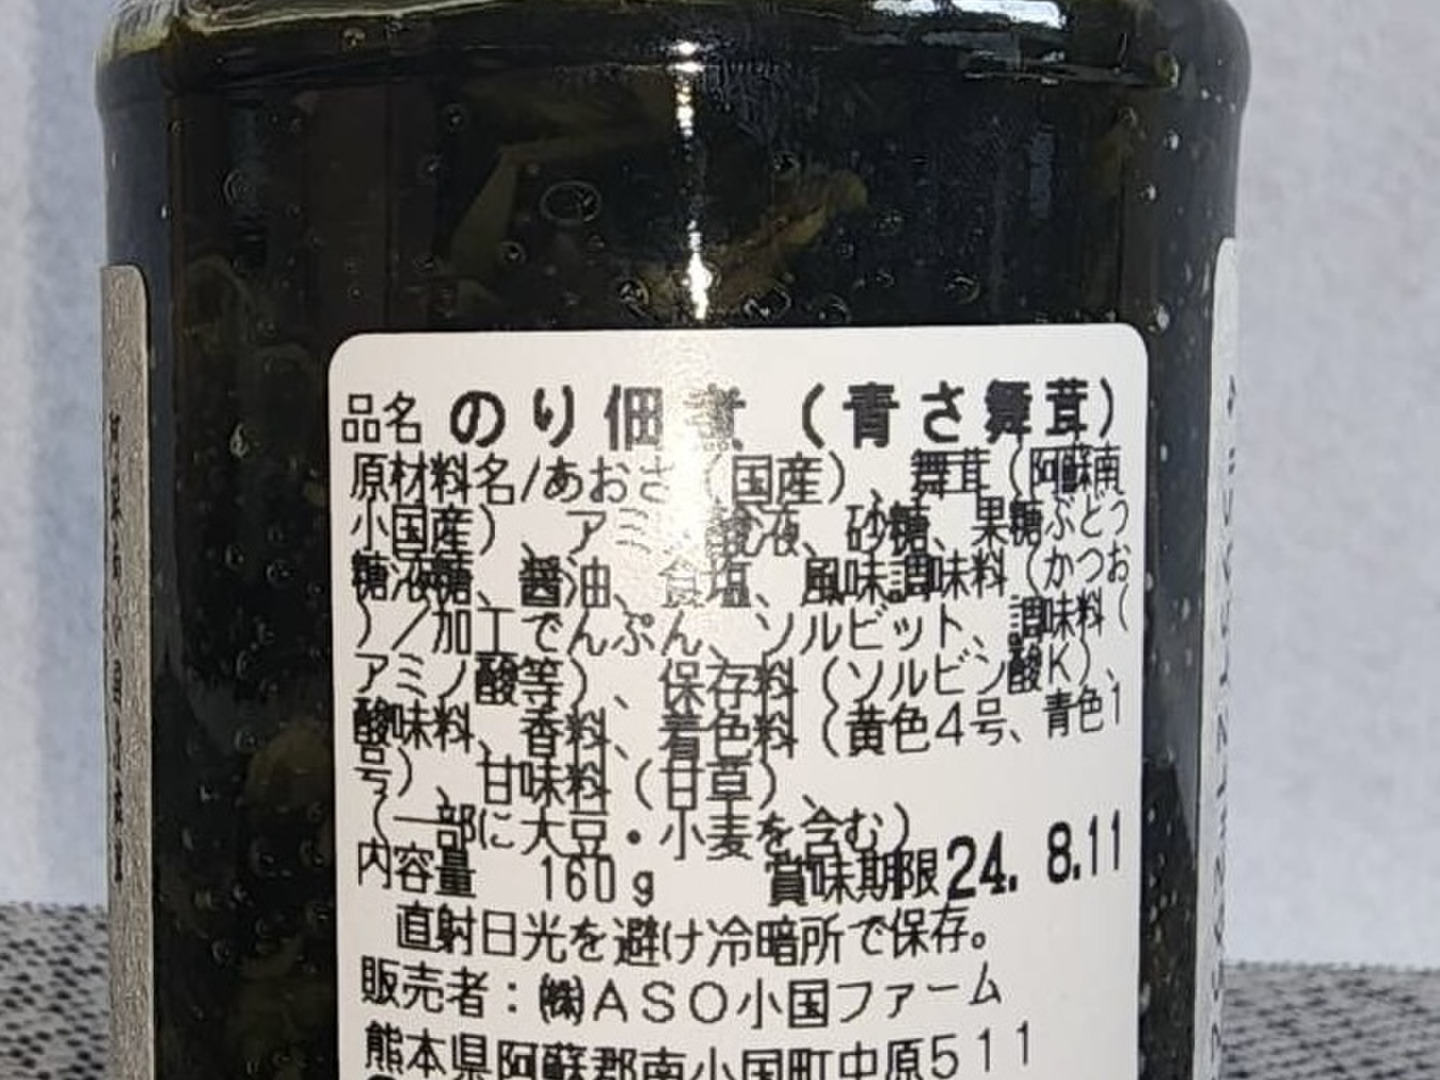 品名 のり佃煮（青さ舞茸）
原材料名/あおさ（国産）、舞茸（阿蘇南
小国産）、アミノ酸液、砂糖、果糖ぶどう
糖液糖、醤油、食塩、風味調味料（かつお
）／加工でんぷん、ソルビット、調味料（
アミノ酸等）、保存料（ソルビン酸K）、
酸味料、香料、着色料（黄色4号、青色1
号）、甘味料（甘草）、
（一部に大豆・小麦を含む）
内容量 160g 賞味期限 24. 8.11
直射日光を避け冷暗所で保存。
販売者：㈱ASO小国ファーム
熊本県阿蘇郡南小国町中原511